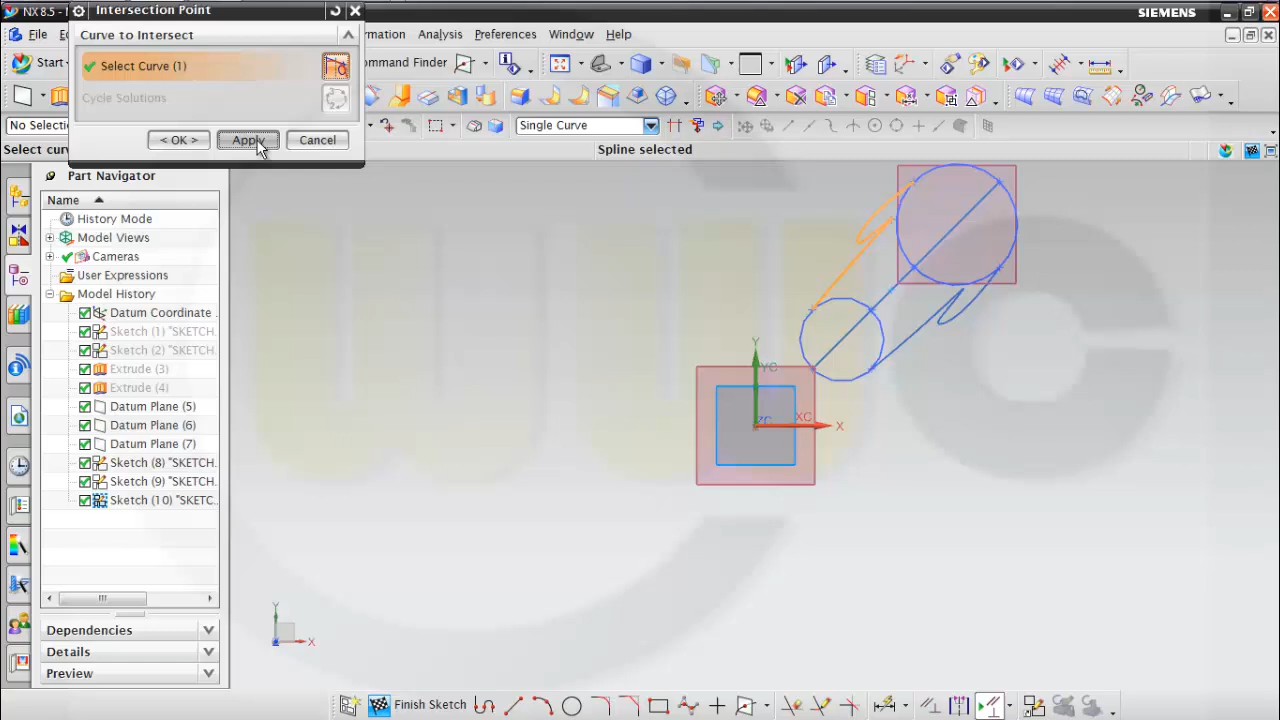 NX 8.5 -
Intersection Point
SIEMENS
File
rmation
Analysis
Preferences
Window
Help
Curve to Intersect
Start
Select Curve (1)
ommand Finder
Cycle Solutions
No Selectio
< OK >
Apply
Cancel
Single Curve
Select curv
Spline selected
Part Navigator
Name
History Mode
Model Views
Cameras
User Expressions
Model History
Datum Coordinate
Sketch (1) "SKETCH
Sketch (2) "SKETCH
Extrude (3)
Extrude (4)
Datum Plane (5)
Datum Plane (6)
Datum Plane (7)
Sketch (8) "SKETCH
Sketch (9) "SKETCH
Sketch (10) "SKETC
Y
YC
ZC
XC
X
Y
X
Dependencies
Details
Preview
Finish Sketch